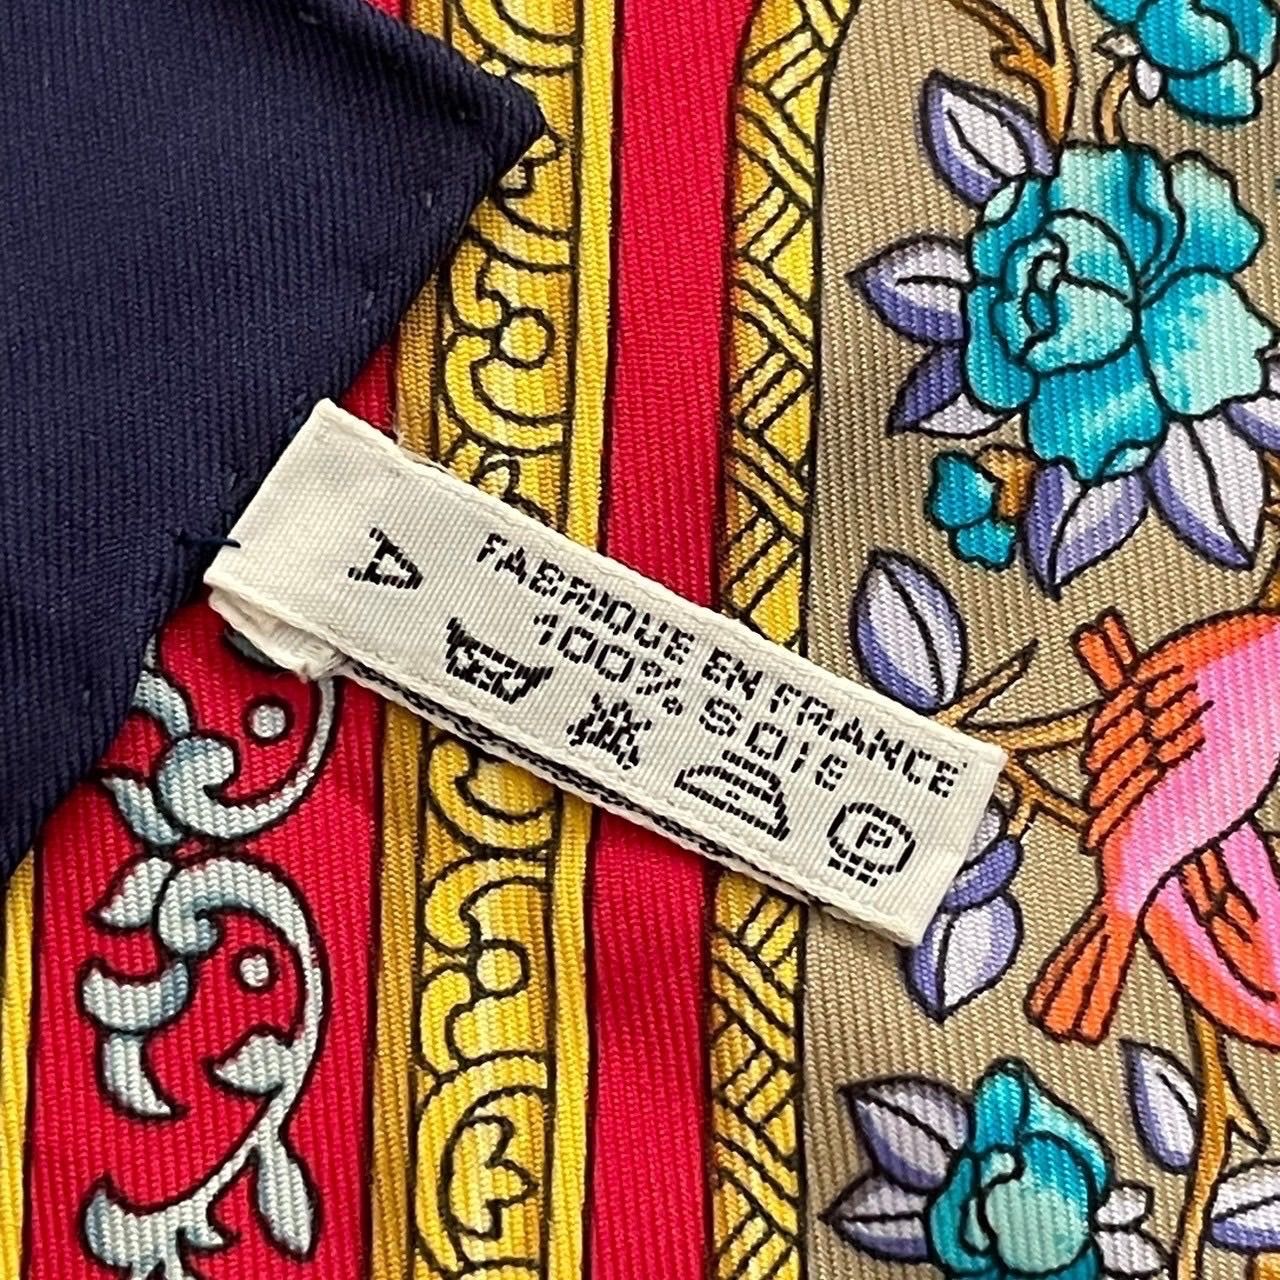 A
FABRIQUE EN FRANCE
100% SOIE
P